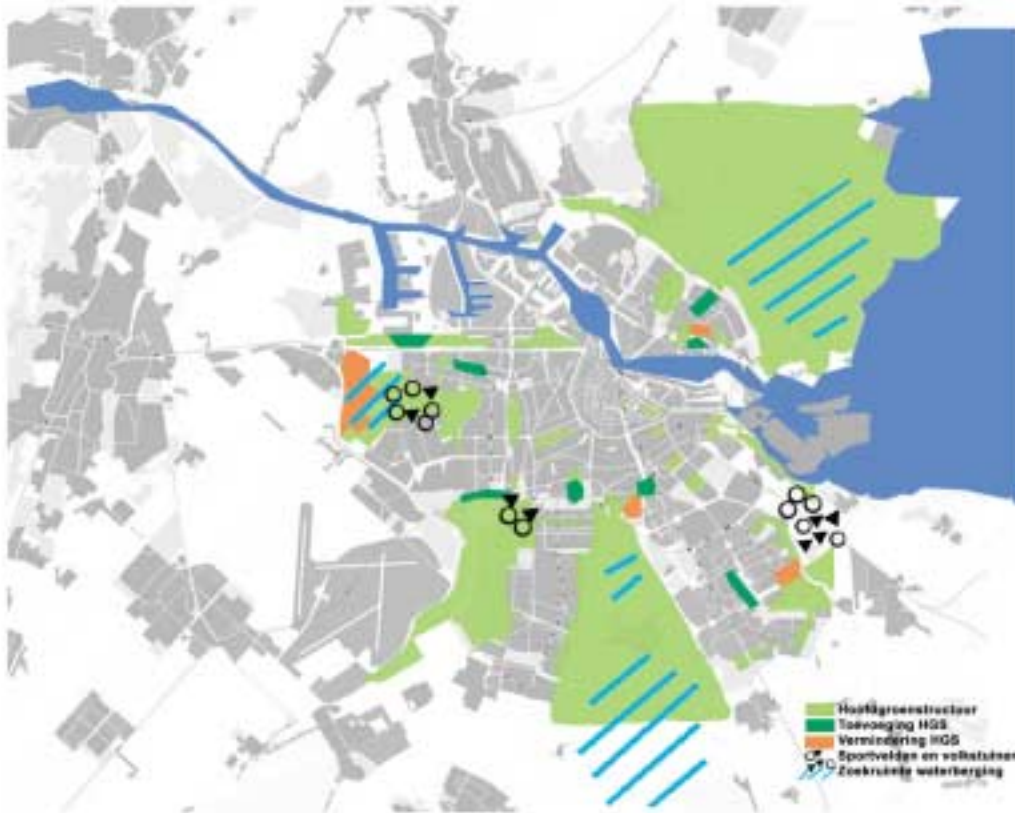 Hoofdgroenstructuur
Toevoeging HGS
Vermindering HGS
Sportvelden en volkstuinen
Zoekruimte waterberging